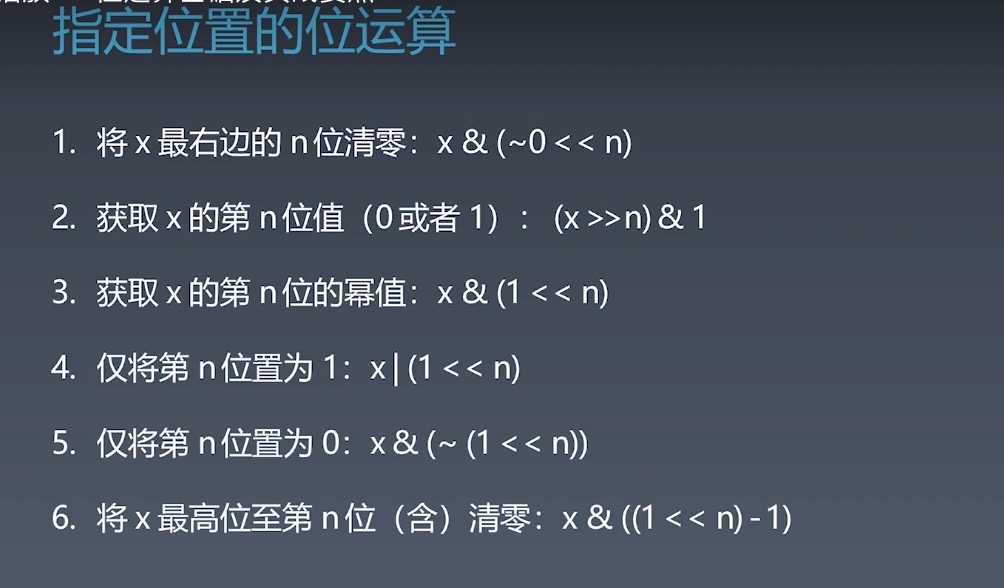 指定位置的位运算
1. 将 x 最右边的 n 位清零：x & (~0 << n)
2. 获取 x 的第 n 位值（0 或者 1）： (x >> n) & 1
3. 获取 x 的第 n 位的幂值：x & (1 << n)
4. 仅将第 n 位置为 1：x | (1 << n)
5. 仅将第 n 位置为 0：x & (~ (1 << n))
6. 将 x 最高位至第 n 位（含）清零：x & ((1 << n) - 1)